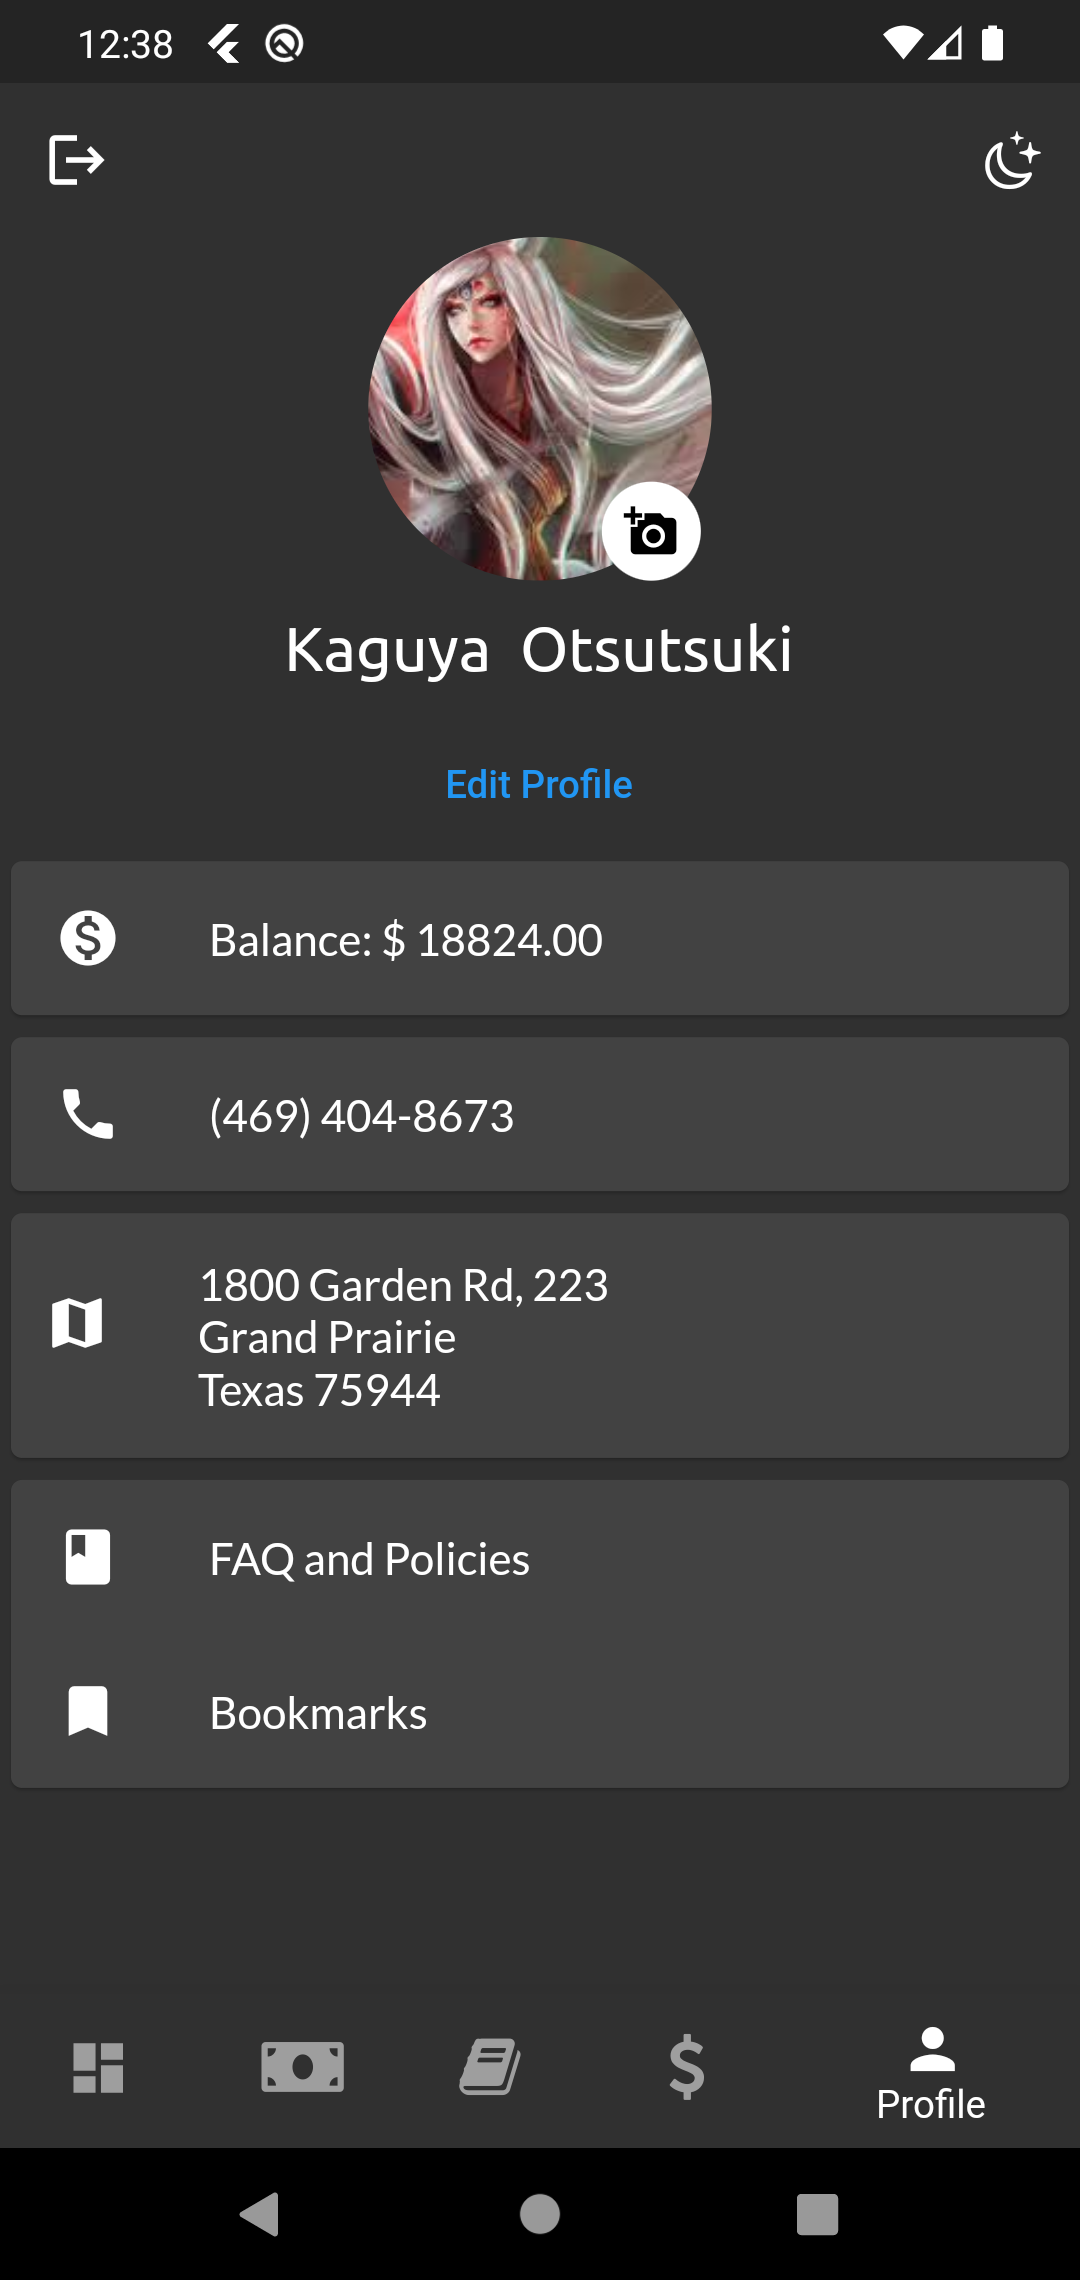 12:38
Kaguya  Otsutsuki
Edit Profile
Balance: $ 18824.00
(469) 404-8673
1800 Garden Rd, 223
Grand Prairie
Texas 75944
FAQ and Policies
Bookmarks
Profile